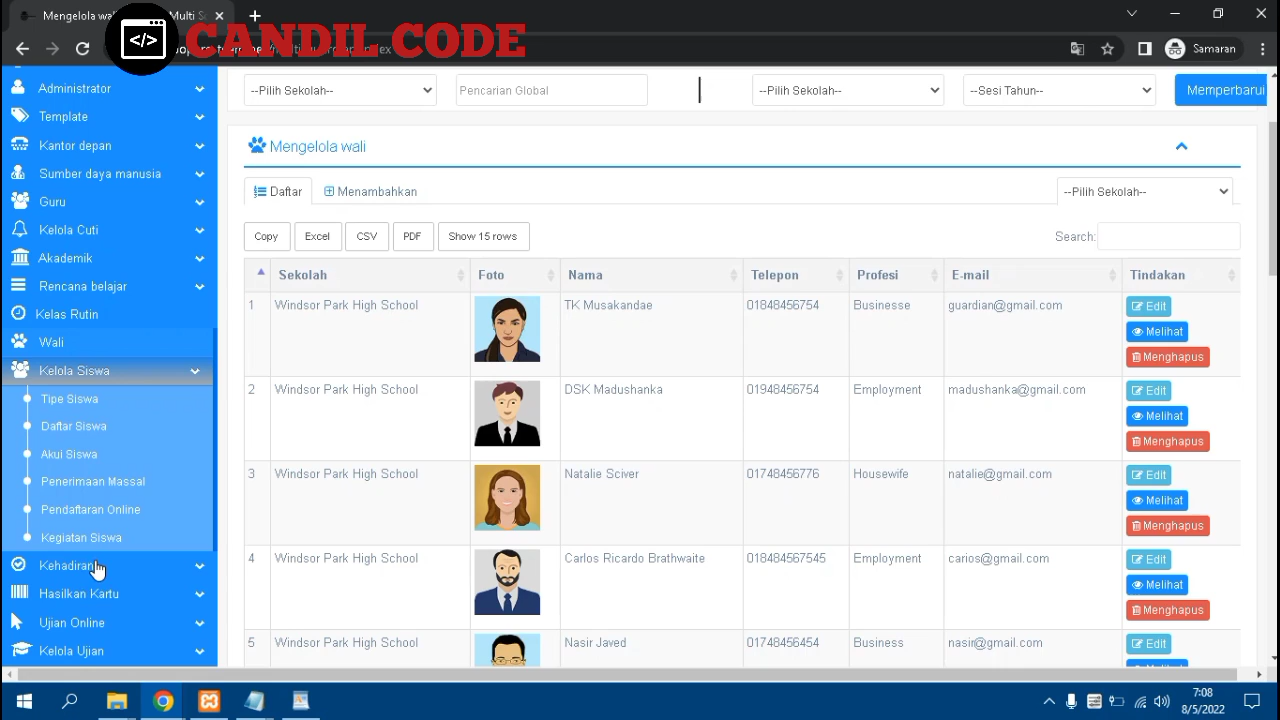 Mengelola wali
Multi S
CANDIL CODE
Samaran
Administrator
Template
Kantor depan
Sumber daya manusia
Guru
Kelola Cuti
Akademik
Rencana belajar
Kelas Rutin
Wali
Kelola Siswa
Tipe Siswa
Daftar Siswa
Akui Siswa
Penerimaan Massal
Pendaftaran Online
Kegiatan Siswa
Kehadiran
Hasilkan Kartu
Ujian Online
Kelola Ujian
--Pilih Sekolah-- Pencarian Global --Pilih Sekolah-- --Sesi Tahun-- Memperbarui
Mengelola wali
Daftar Menambahkan --Pilih Sekolah--
Copy Excel CSV PDF Show 15 rows Search:
Sekolah Foto Nama Telepon Profesi E-mail Tindakan
1 Windsor Park High School TK Musakandae 01848456754 Businesse guardian@gmail.com Edit
Melihat
Menghapus
2 Windsor Park High School DSK Madushanka 01948456754 Employment madushanka@gmail.com Edit
Melihat
Menghapus
3 Windsor Park High School Natalie Sciver 01748456776 Housewife natalie@gmail.com Edit
Melihat
Menghapus
4 Windsor Park High School Carlos Ricardo Brathwaite 018484567545 Employment carios@gmail.com Edit
Melihat
Menghapus
5 Windsor Park High School Nasir Javed 01748456454 Business nasir@gmail.com Edit
7:08
8/5/2022